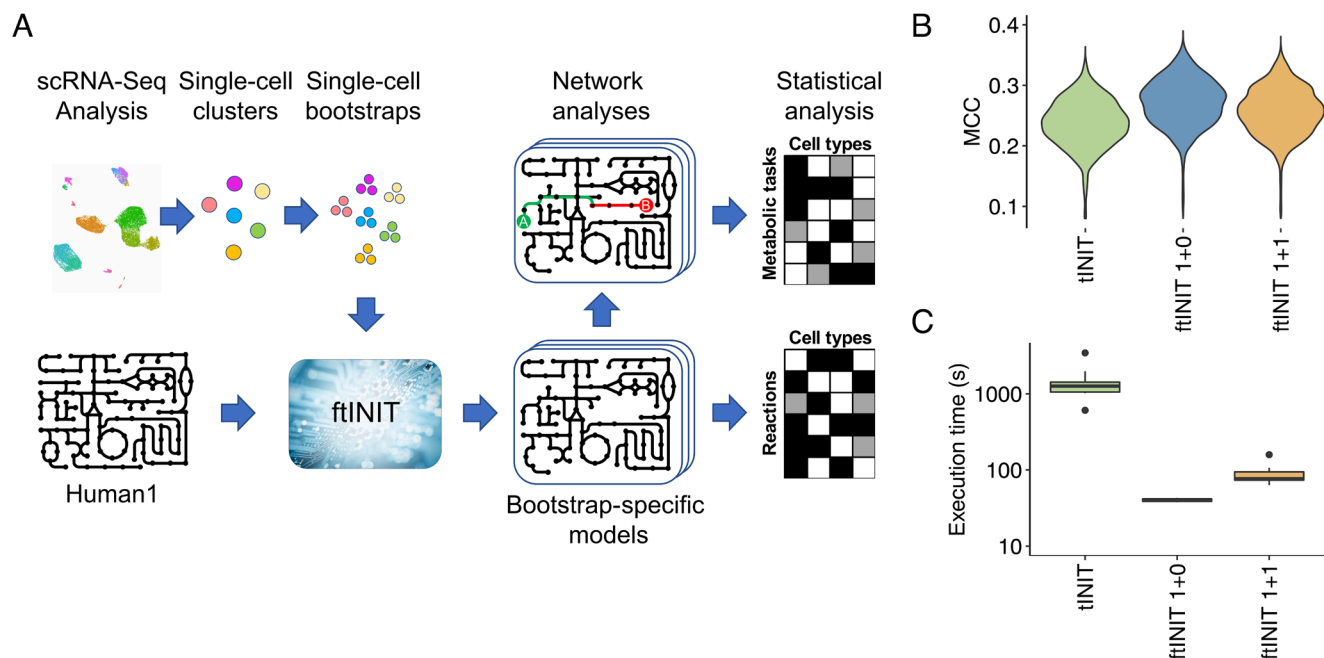 A
scRNA-Seq
Analysis
Single-cell
clusters
Single-cell
bootstraps
Network
analyses
Statistical
analysis
Cell types
Metabolic tasks
A
B
Human1
ftINIT
Bootstrap-specific
models
Cell types
Reactions
B
MCC
0.4
0.3
0.2
0.1
tINIT
ftINIT 1+0
ftINIT 1+1
C
Execution time (s)
1000
100
10
tINIT
ftINIT 1+0
ftINIT 1+1